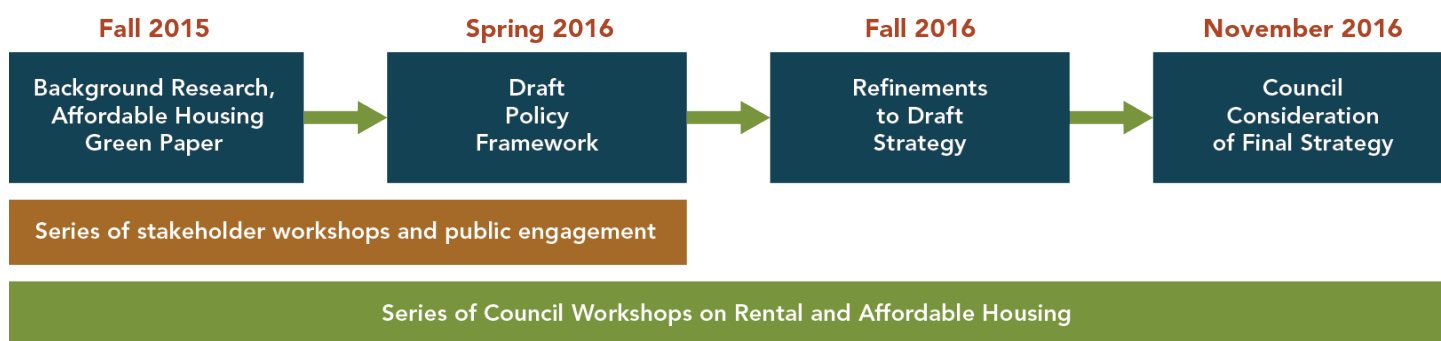 Fall 2015
Spring 2016
Fall 2016
November 2016
Background Research,
Affordable Housing
Green Paper
Draft
Policy
Framework
Refinements
to Draft
Strategy
Council
Consideration
of Final Strategy
Series of stakeholder workshops and public engagement
Series of Council Workshops on Rental and Affordable Housing